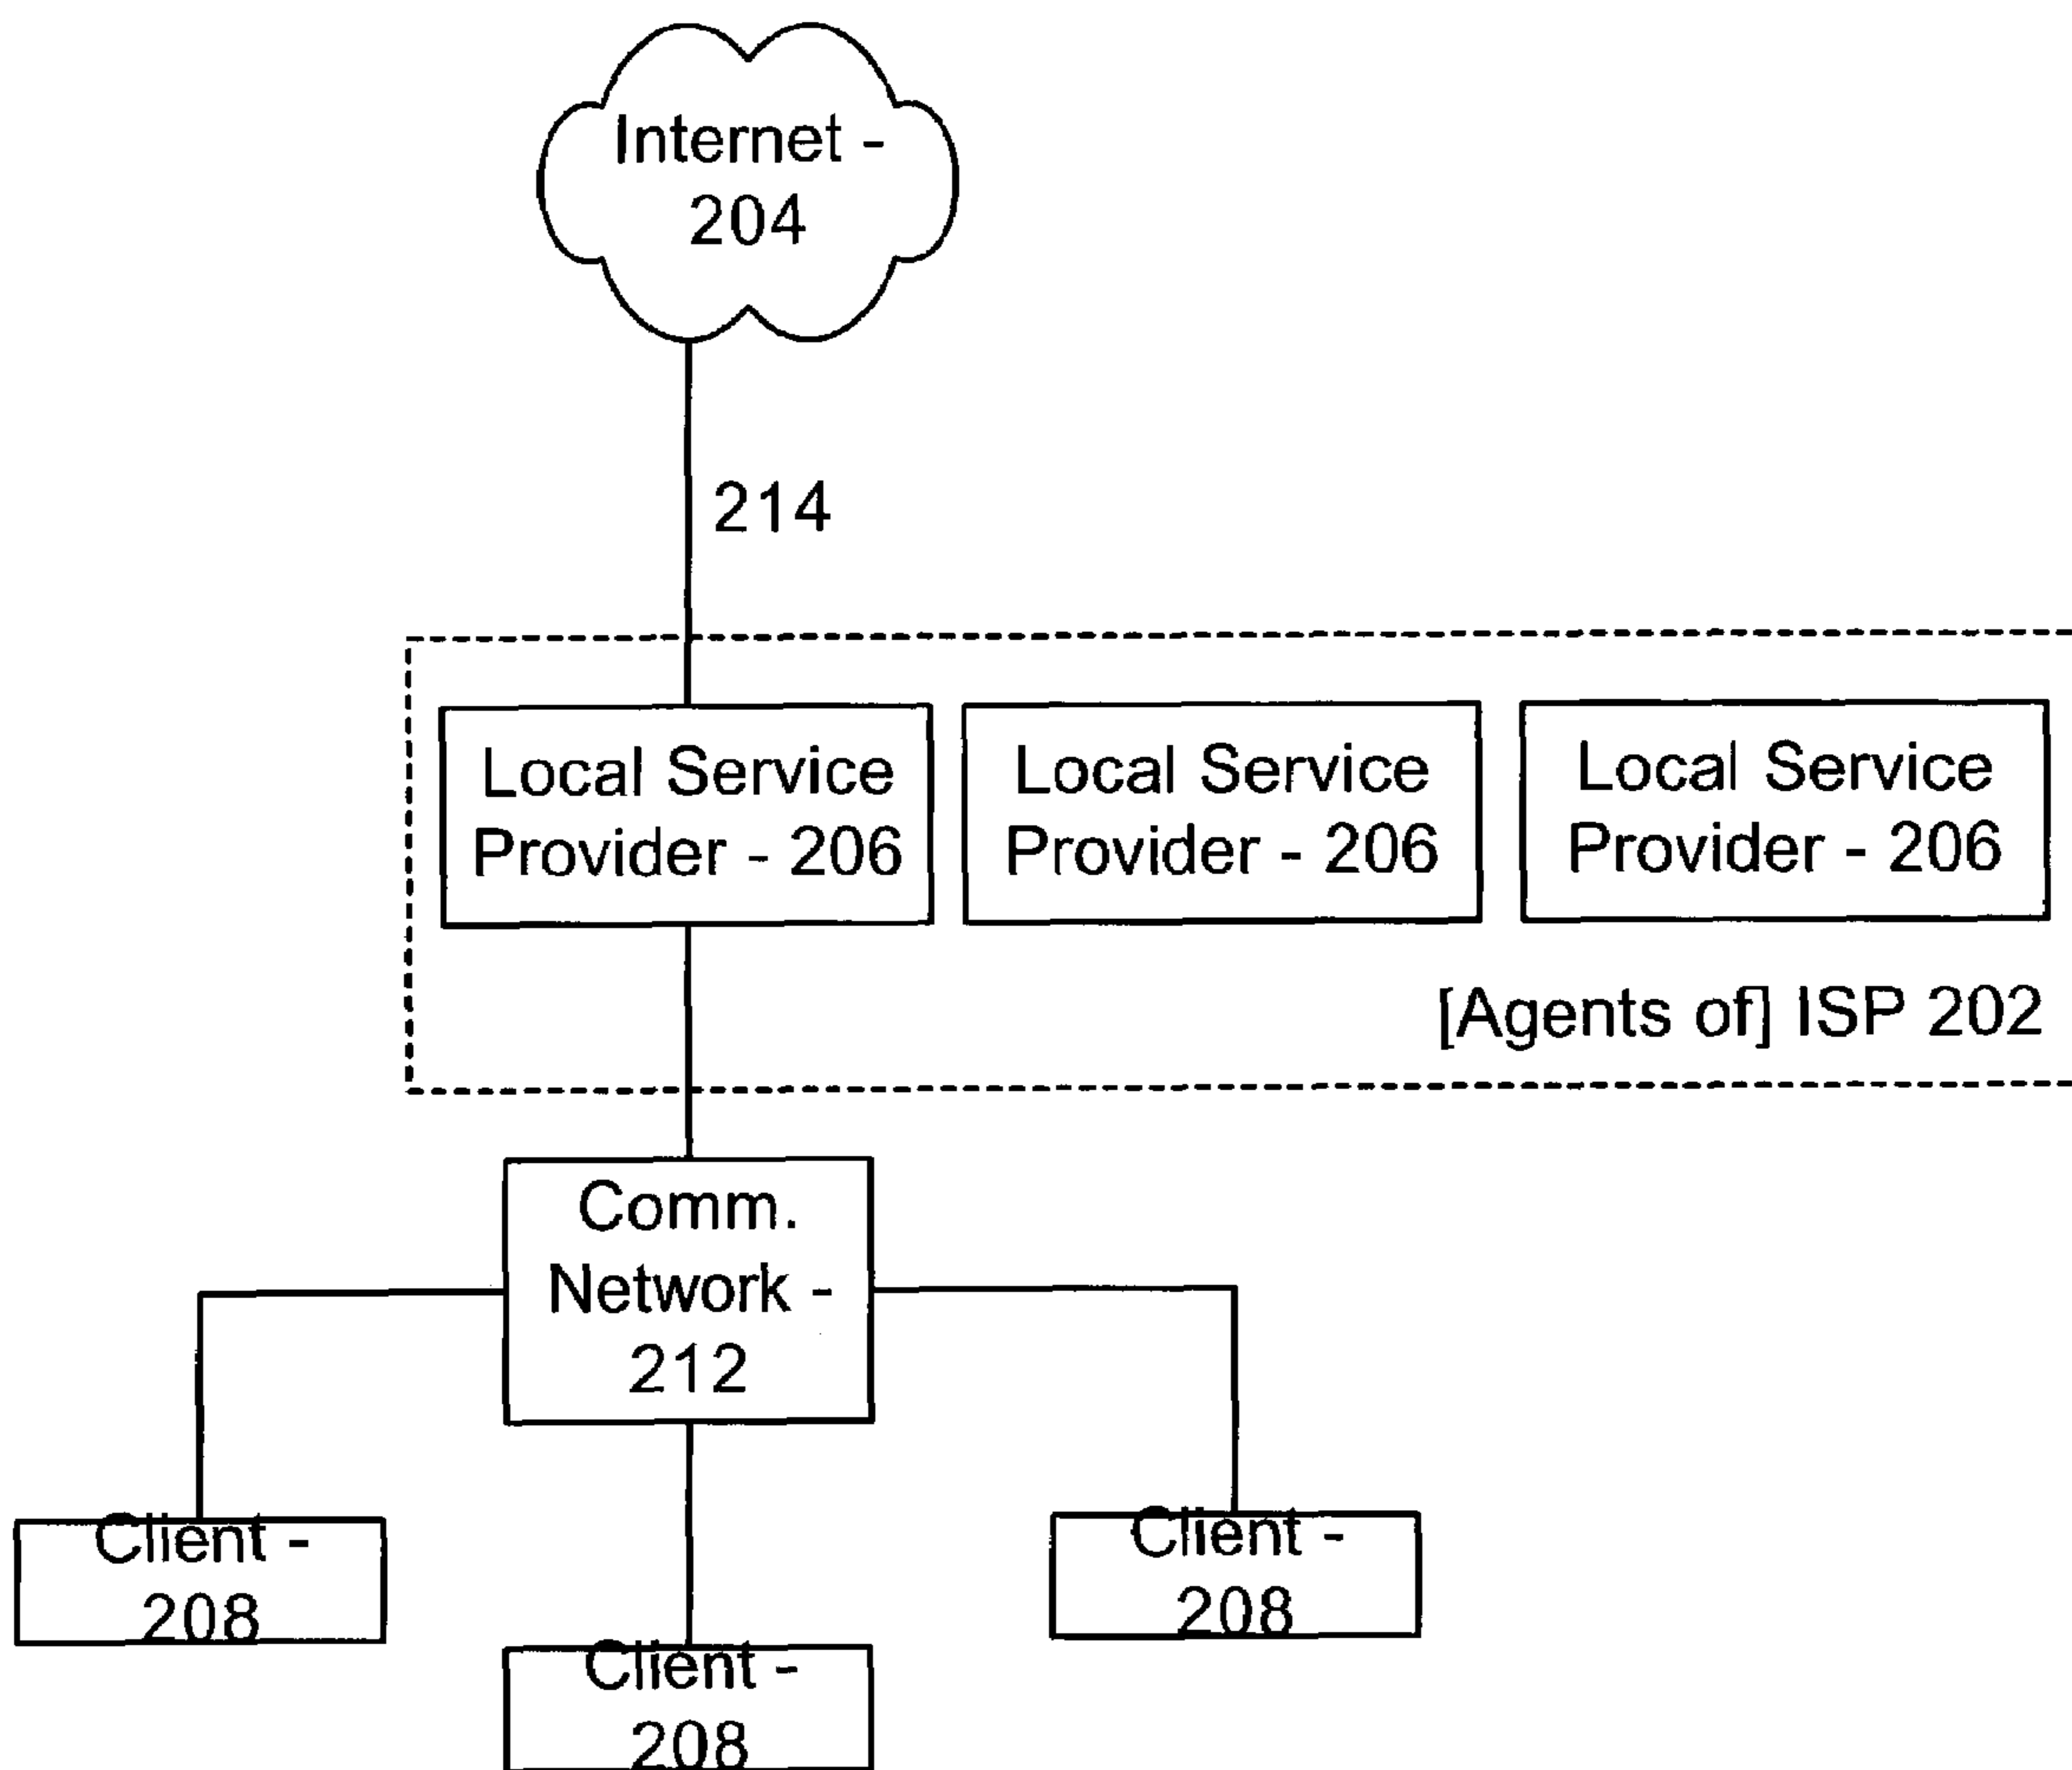 Internet -
204
214
Local Service
Provider - 206
Local Service
Provider - 206
Local Service
Provider - 206
[Agents of] ISP 202
Comm.
Network -
212
Client -
208
Client -
208
Client -
208